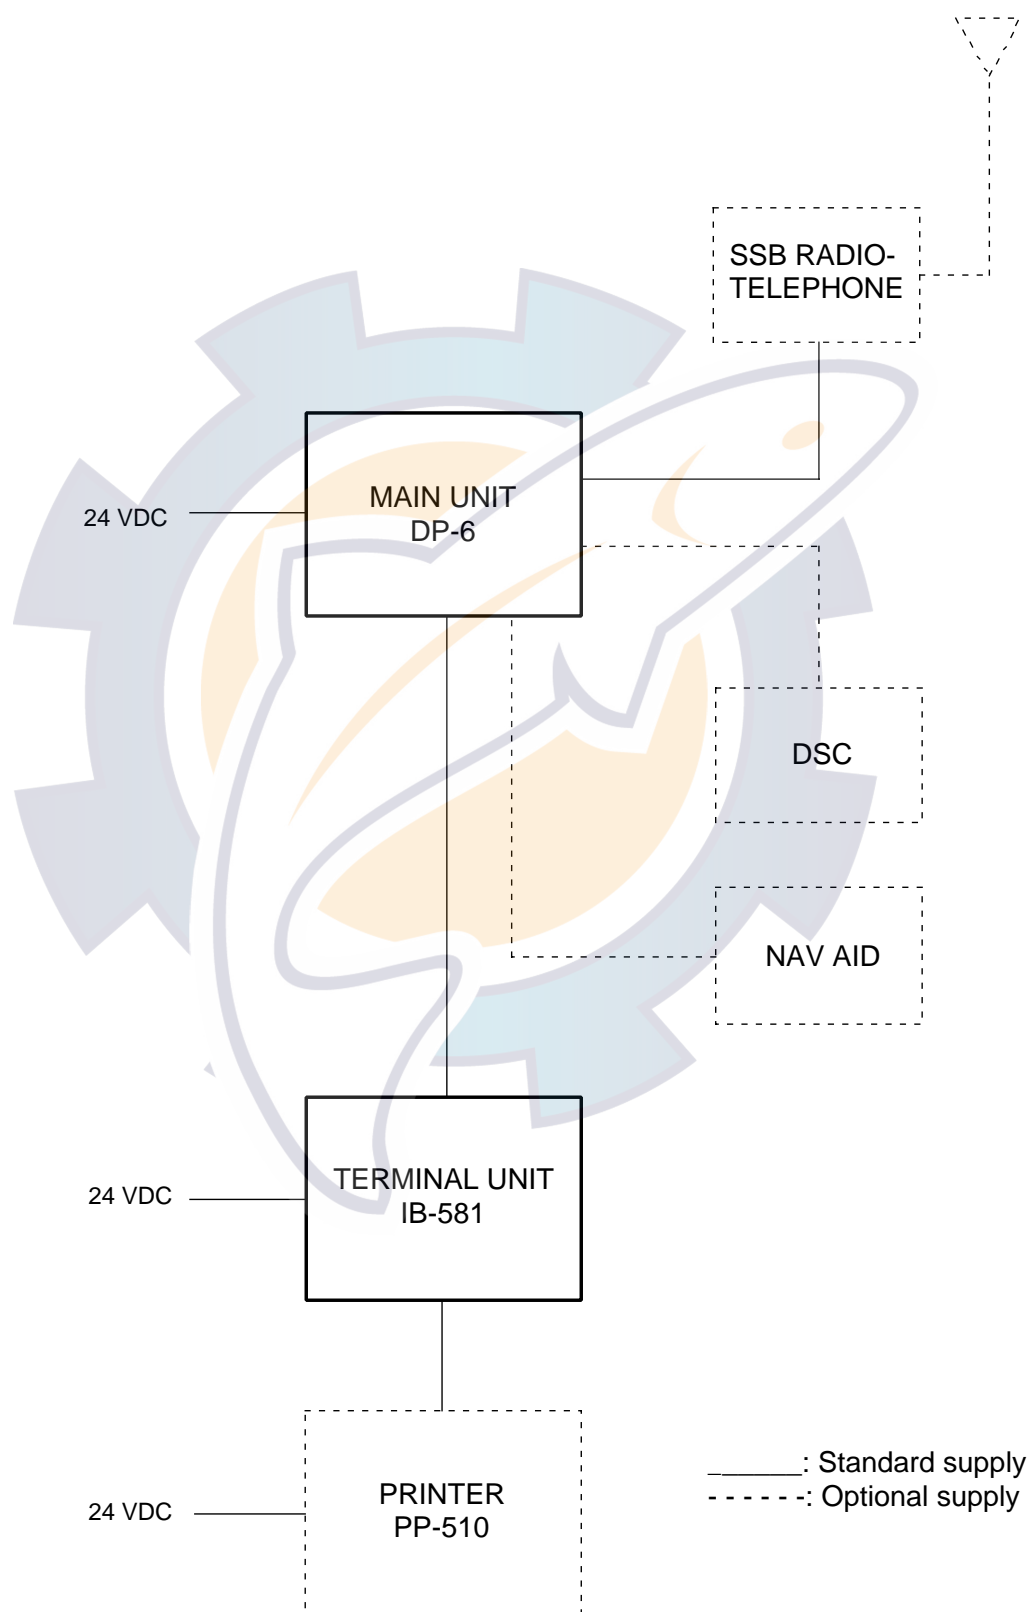 SSB RADIO-
TELEPHONE
MAIN UNIT
DP-6
24 VDC
DSC
NAV AID
TERMINAL UNIT
IB-581
24 VDC
PRINTER
PP-510
24 VDC
______: Standard supply
- - - - - -: Optional supply